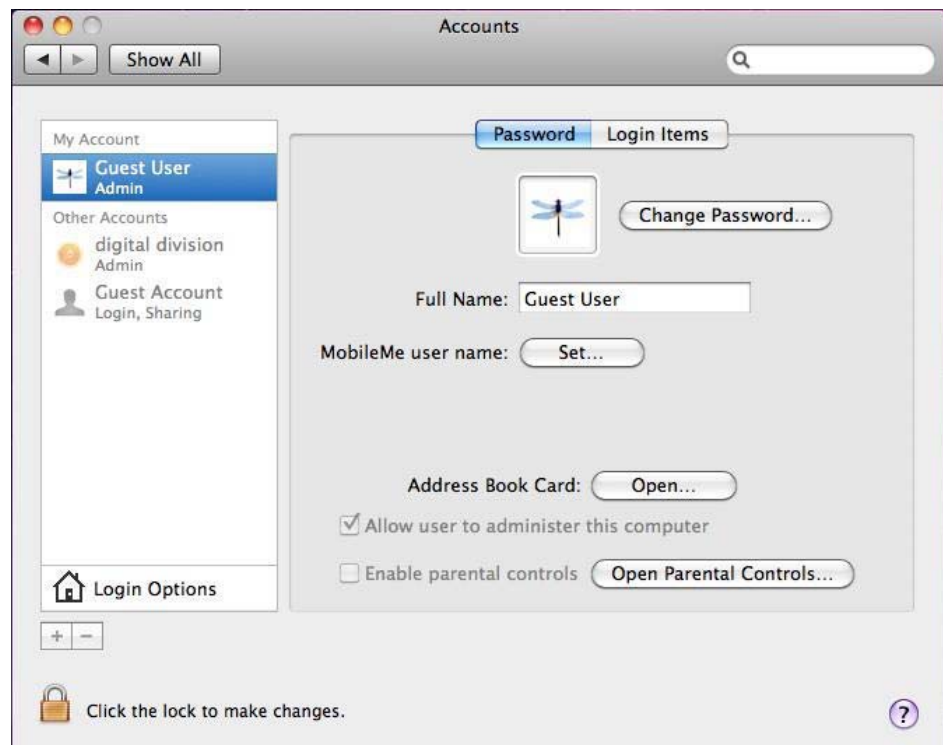 Accounts
Show All
My Account
Guest User
Admin
Other Accounts
digital division
Admin
Guest Account
Login, Sharing
Login Options
+ −
Password Login Items
Change Password...
Full Name: Guest User
MobileMe user name: Set...
Address Book Card: Open...
Allow user to administer this computer
Enable parental controls Open Parental Controls...
Click the lock to make changes.
?